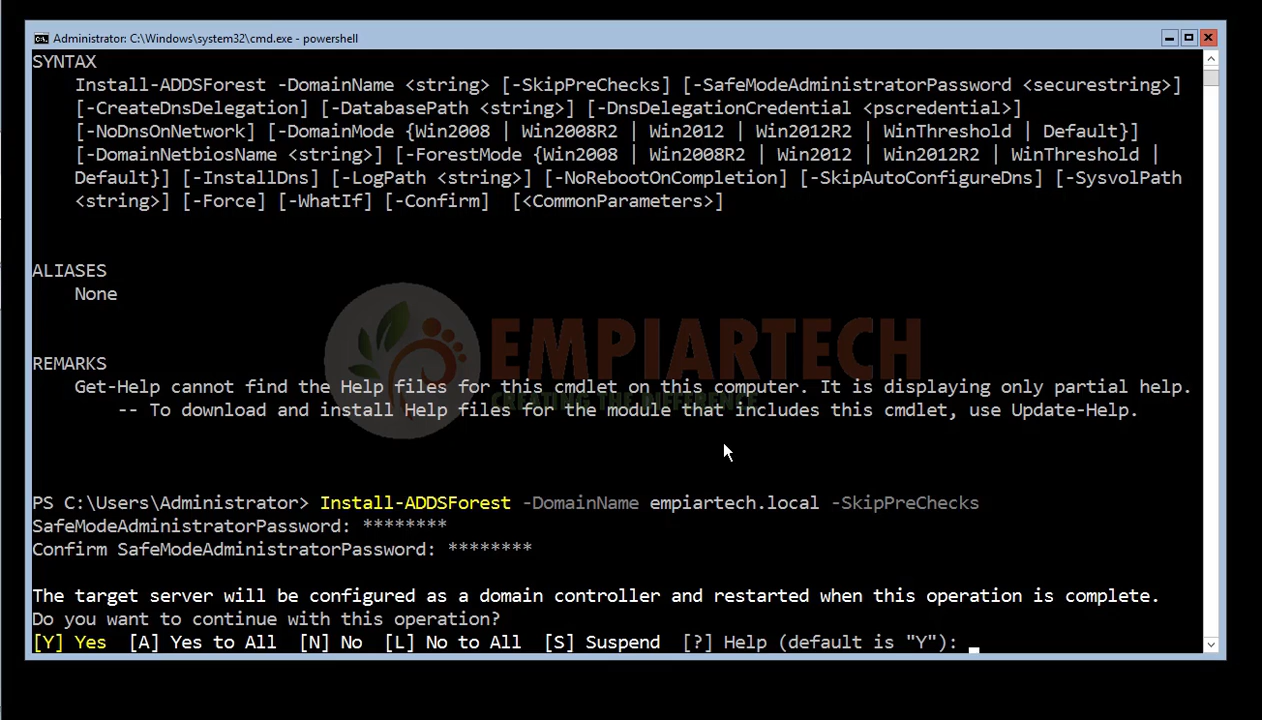 Administrator: C:\Windows\system32\cmd.exe - powershell
SYNTAX
Install-ADDSForest -DomainName <string> [-SkipPreChecks] [-SafeModeAdministratorPassword <securestring>]
[-CreateDnsDelegation] [-DatabasePath <string>] [-DnsDelegationCredential <pscredential>]
[-NoDnsOnNetwork] [-DomainMode {Win2008 | Win2008R2 | Win2012 | Win2012R2 | WinThreshold | Default}]
[-DomainNetbiosName <string>] [-ForestMode {Win2008 | Win2008R2 | Win2012 | Win2012R2 | WinThreshold |
Default}] [-InstallDns] [-LogPath <string>] [-NoRebootOnCompletion] [-SkipAutoConfigureDns] [-SysvolPath
<string>] [-Force] [-WhatIf] [-Confirm]  [<CommonParameters>]
ALIASES
None
EMPIARTECH
REMARKS
Get-Help cannot find the Help files for this cmdlet on this computer. It is displaying only partial help.
CREATING THE DIFFERENCE
-- To download and install Help files for the module that includes this cmdlet, use Update-Help.
PS C:\Users\Administrator> Install-ADDSForest -DomainName empiartech.local -SkipPreChecks
SafeModeAdministratorPassword: ********
Confirm SafeModeAdministratorPassword: ********
The target server will be configured as a domain controller and restarted when this operation is complete.
Do you want to continue with this operation?
[Y] Yes  [A] Yes to All  [N] No  [L] No to All  [S] Suspend  [?] Help (default is "Y"): _